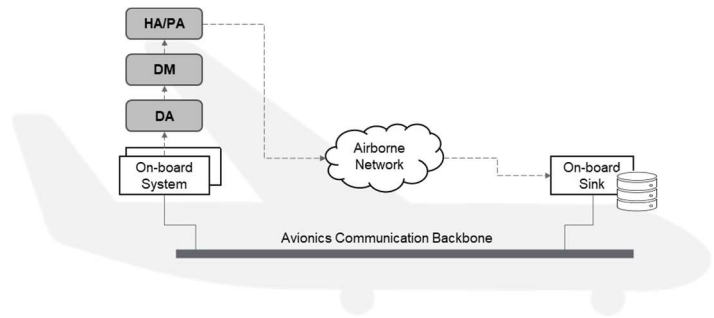 HA/PA
DM
DA
On-board
System
Airborne
Network
On-board
Sink
Avionics Communication Backbone